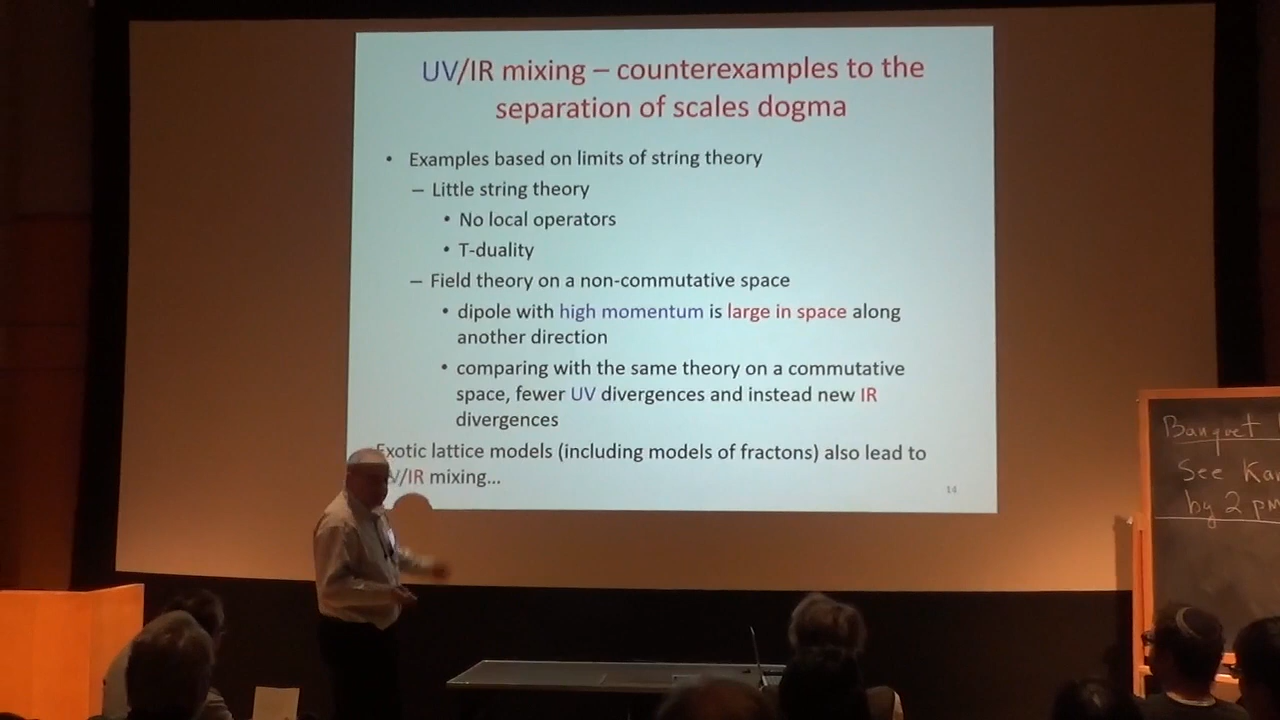 UV/IR mixing – counterexamples to the
separation of scales dogma
• Examples based on limits of string theory
– Little string theory
• No local operators
• T-duality
– Field theory on a non-commutative space
• dipole with high momentum is large in space along
another direction
• comparing with the same theory on a commutative
space, fewer UV divergences and instead new IR
divergences
Exotic lattice models (including models of fractons) also lead to
/IR mixing...
14
Banquet
See
by 2 pm